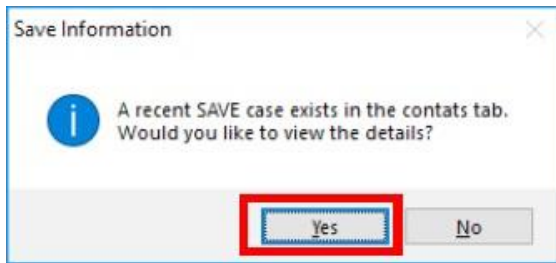 Save Information
A recent SAVE case exists in the contats tab.
Would you like to view the details?
Yes
No